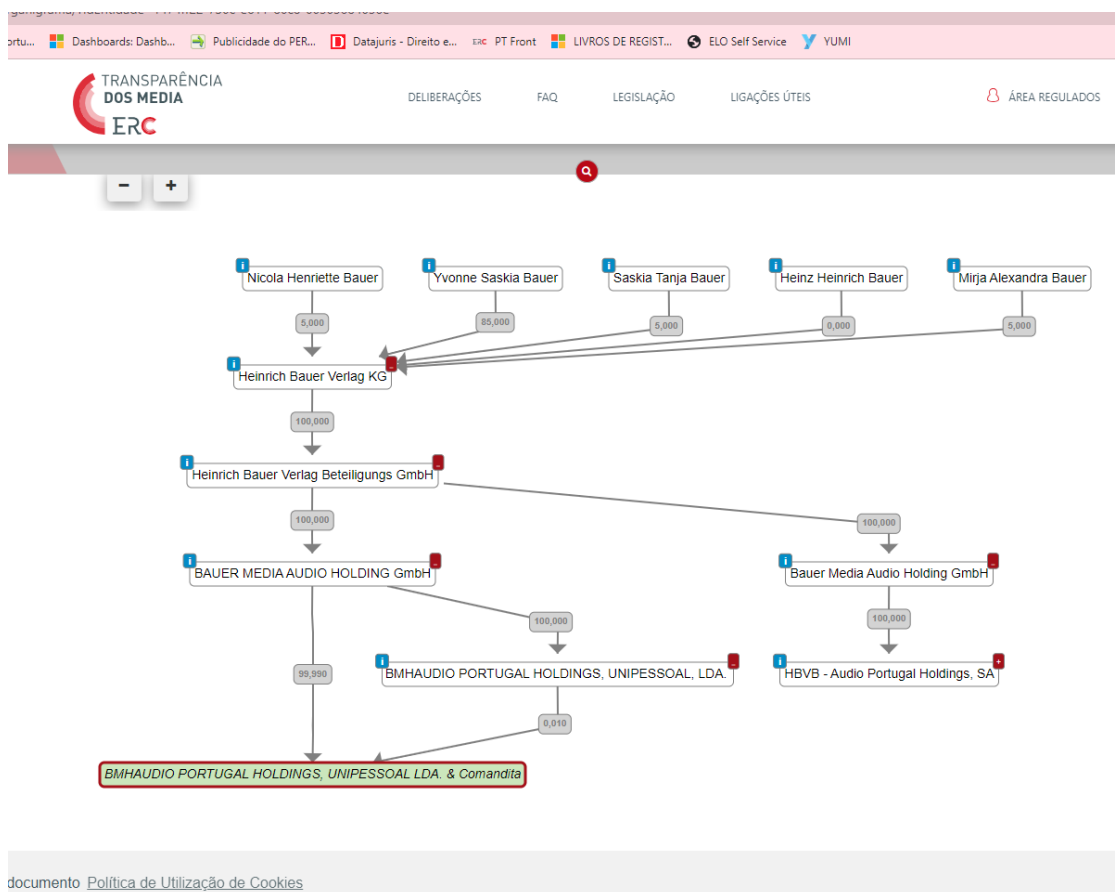 ortu...
Dashboards: Dashb...
Publicidade do PER...
Datajuris - Direito e...
ERC PT Front
LIVROS DE REGIST...
ELO Self Service
YUMI
TRANSPARÊNCIA
DOS MEDIA
ERC
DELIBERAÇÕES
FAQ
LEGISLAÇÃO
LIGAÇÕES ÚTEIS
ÁREA REGULADOS
− +
i Nicola Henriette Bauer
i Yvonne Saskia Bauer
i Saskia Tanja Bauer
i Heinz Heinrich Bauer
i Mirja Alexandra Bauer
5,000
85,000
5,000
0,000
5,000
i Heinrich Bauer Verlag KG -
100,000
i Heinrich Bauer Verlag Beteiligungs GmbH -
100,000
100,000
i BAUER MEDIA AUDIO HOLDING GmbH -
i Bauer Media Audio Holding GmbH -
100,000
100,000
99,990
i BMHAUDIO PORTUGAL HOLDINGS, UNIPESSOAL, LDA. -
i HBVB - Audio Portugal Holdings, SA +
0,010
BMHAUDIO PORTUGAL HOLDINGS, UNIPESSOAL LDA. & Comandita
documento Política de Utilização de Cookies